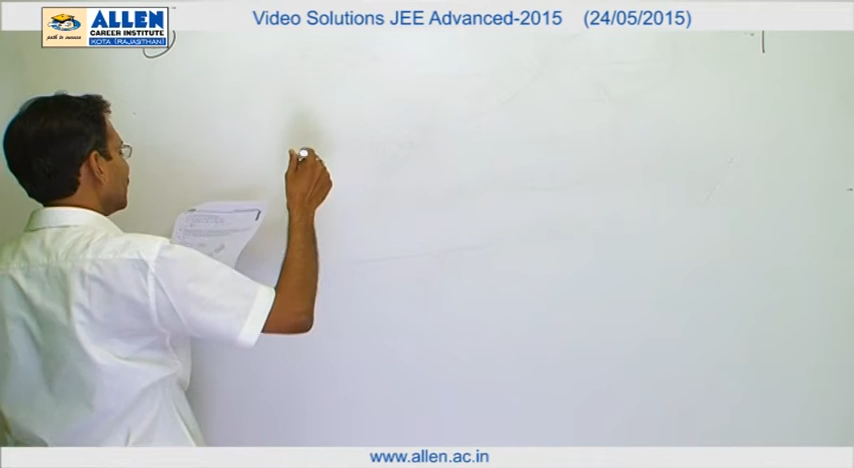 Video Solutions JEE Advanced-2015 (24/05/2015)
ALLEN
CAREER INSTITUTE
path to success
KOTA (RAJASTHAN)
www.allen.ac.in